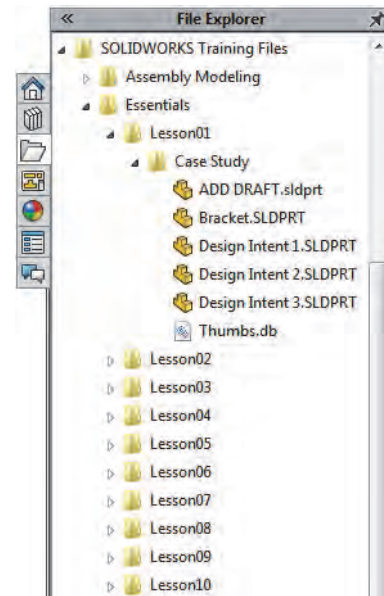 « File Explorer
SOLIDWORKS Training Files
Assembly Modeling
Essentials
Lesson01
Case Study
ADD DRAFT.sldprt
Bracket.SLDPRT
Design Intent 1.SLDPRT
Design Intent 2.SLDPRT
Design Intent 3.SLDPRT
Thumbs.db
Lesson02
Lesson03
Lesson04
Lesson05
Lesson06
Lesson07
Lesson08
Lesson09
Lesson10